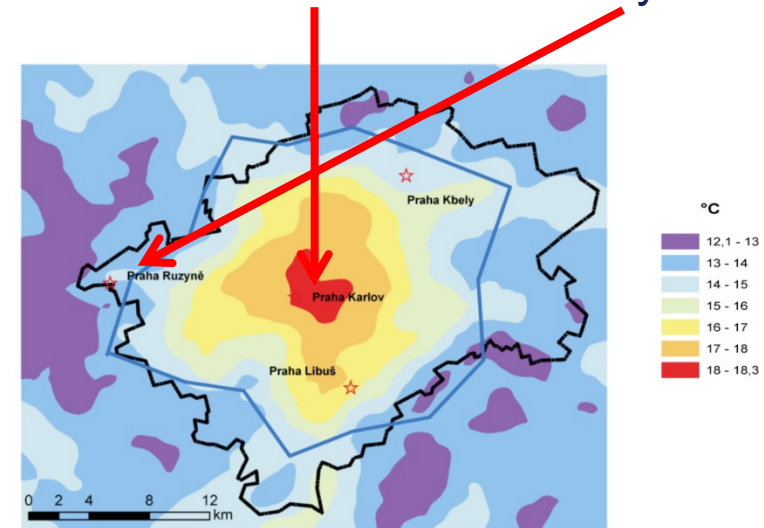 Praha Kbely
Praha Ruzyně
Praha Karlov
Praha Libuš
0 2 4 8 12
km
°C
12,1 - 13
13 - 14
14 - 15
15 - 16
16 - 17
17 - 18
18 - 18,3